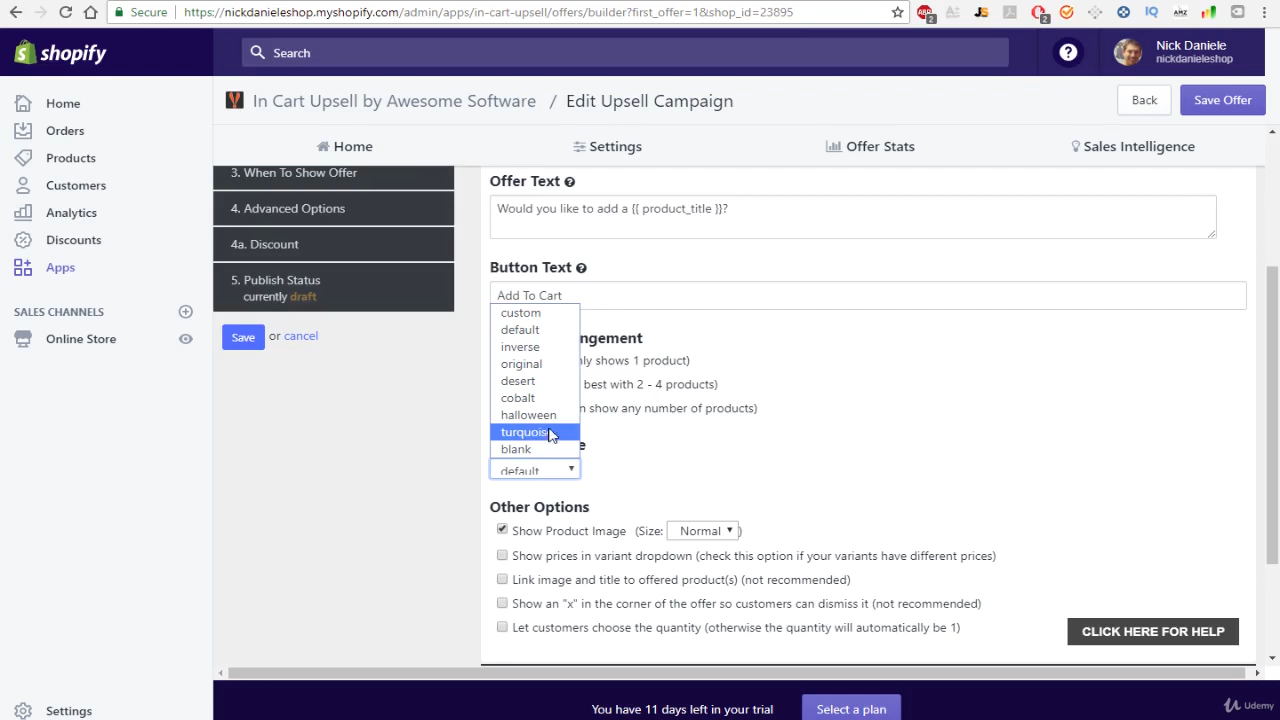 Secure
https://nickdanieleshop.myshopify.com/admin/apps/in-cart-upsell/offers/builder?first_offer=1&shop_id=23895
shopify
Search
Nick Daniele
nickdanieleshop
In Cart Upsell by Awesome Software / Edit Upsell Campaign
Back
Save Offer
Home
Settings
Offer Stats
Sales Intelligence
Home
Orders
Products
Customers
Analytics
Discounts
Apps
SALES CHANNELS
Online Store
Settings
3. When To Show Offer
4. Advanced Options
4a. Discount
5. Publish Status
currently draft
Save or cancel
Offer Text
Would you like to add a {{ product_title }}?
Button Text
Add To Cart
custom
default
inverse
original
desert
cobalt
halloween
turquois
blank
default
best with 2 - 4 products)
show any number of products)
Other Options
Show Product Image (Size: Normal )
Show prices in variant dropdown (check this option if your variants have different prices)
Link image and title to offered product(s) (not recommended)
Show an "x" in the corner of the offer so customers can dismiss it (not recommended)
Let customers choose the quantity (otherwise the quantity will automatically be 1)
CLICK HERE FOR HELP
You have 11 days left in your trial
Select a plan
Udemy